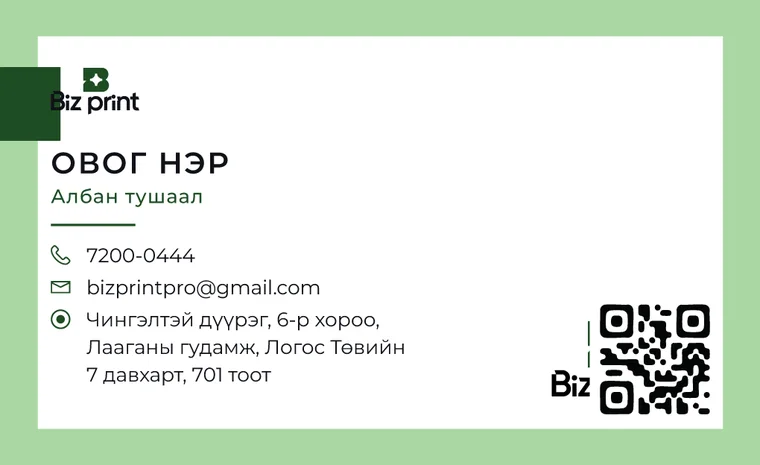 Biz print
ОВОГ НЭР
Албан тушаал
7200-0444
bizprintpro@gmail.com
Чингэлтэй дүүрэг, 6-р хороо,
Лааганы гудамж, Логос Төвийн
7 давхарт, 701 тоот
Biz